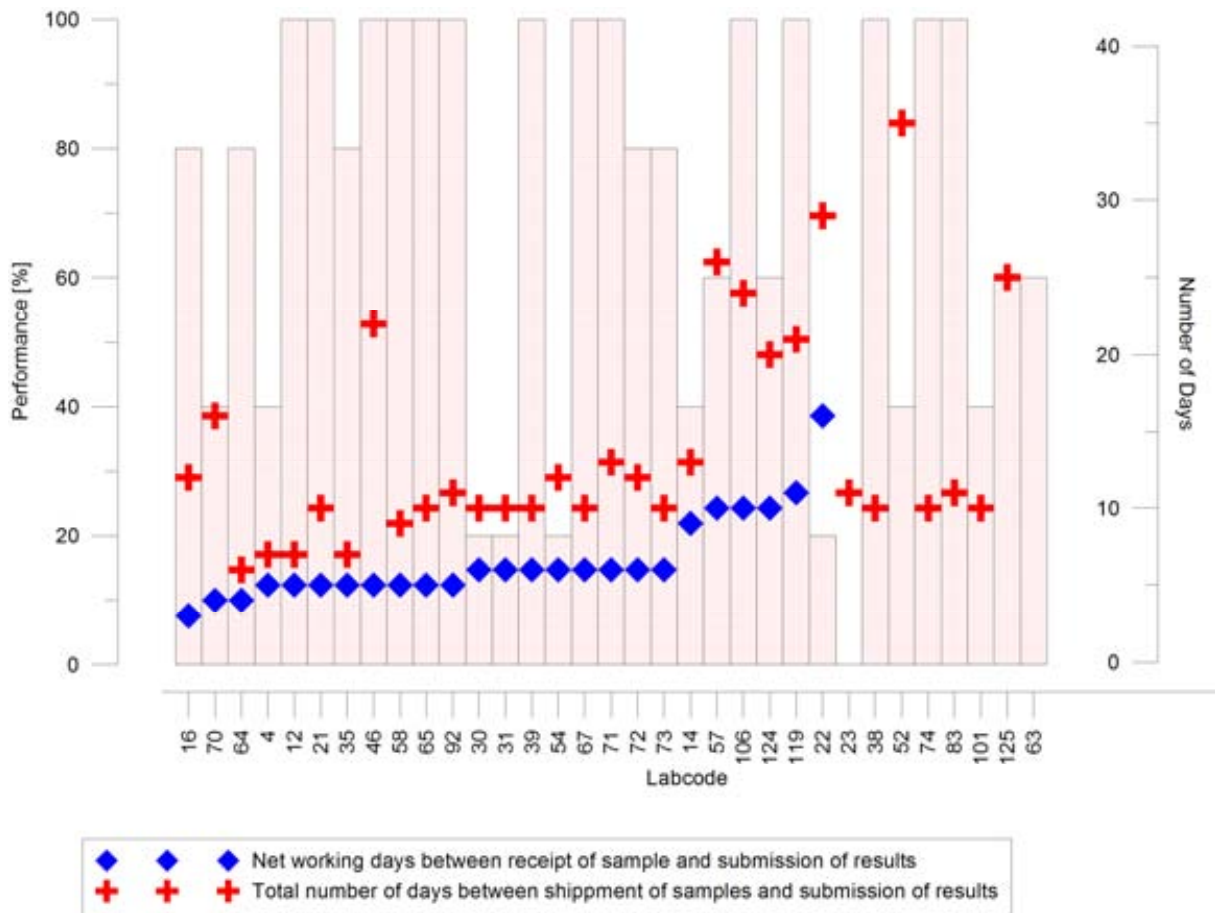 100
80
60
40
20
0
Performance [%]
40
30
20
10
0
Number of Days
16 70 64 4 12 21 35 46 58 65 92 30 31 39 54 67 71 72 73 14 57 106 124 119 22 23 38 52 74 83 101 125 63
Labcode
Net working days between receipt of sample and submission of results
Total number of days between shippment of samples and submission of results